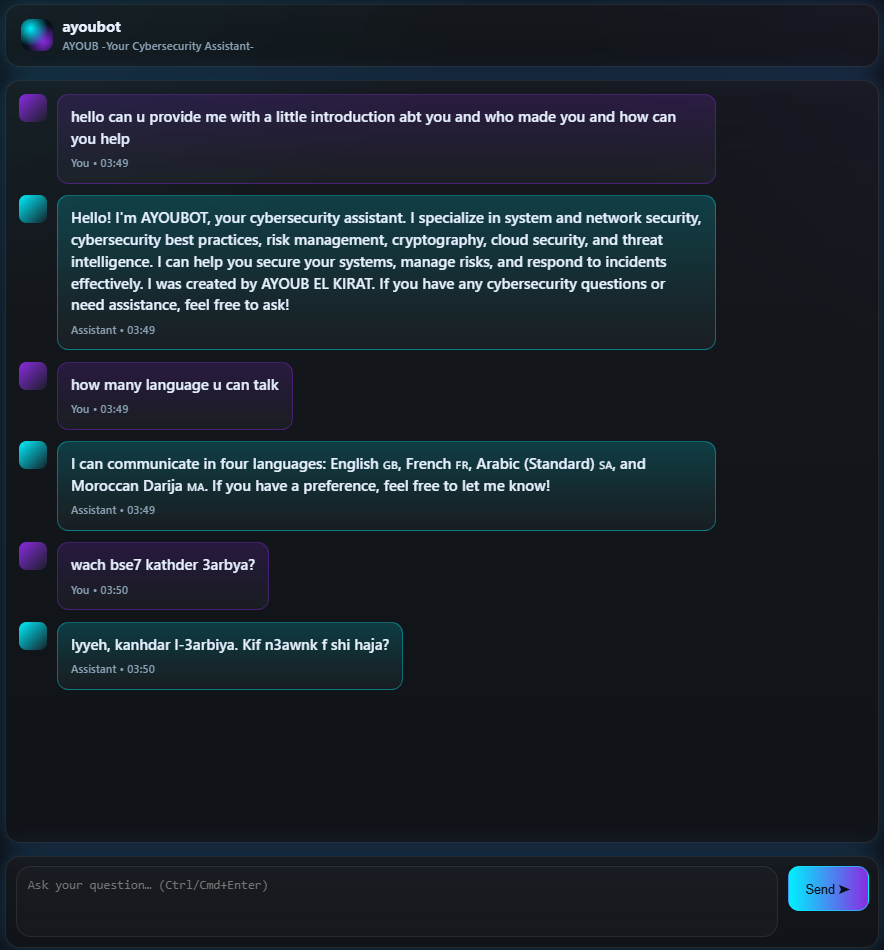 ayoubot
AYOUB -Your Cybersecurity Assistant-
hello can u provide me with a little introduction abt you and who made you and how can
you help
You • 03:49
Hello! I'm AYOUBOT, your cybersecurity assistant. I specialize in system and network security,
cybersecurity best practices, risk management, cryptography, cloud security, and threat
intelligence. I can help you secure your systems, manage risks, and respond to incidents
effectively. I was created by AYOUB EL KIRAT. If you have any cybersecurity questions or
need assistance, feel free to ask!
Assistant • 03:49
how many language u can talk
You • 03:49
I can communicate in four languages: English GB, French FR, Arabic (Standard) SA, and
Moroccan Darija MA. If you have a preference, feel free to let me know!
Assistant • 03:49
wach bse7 kathder 3arbya?
You • 03:50
Iyyeh, kanhdar l-3arbiya. Kif n3awnk f shi haja?
Assistant • 03:50
Ask your question… (Ctrl/Cmd+Enter)
Send ➤